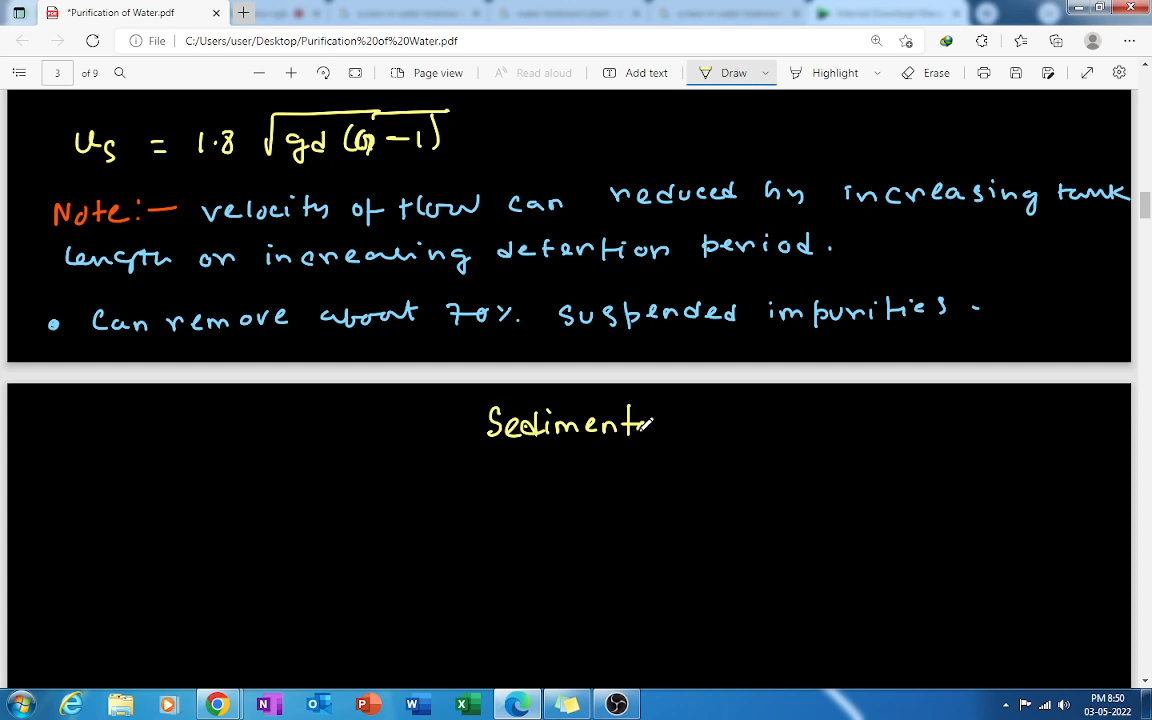 *Purification of Water.pdf
File C:/Users/user/Desktop/Purification%20of%20Water.pdf
3 of 9 Page view Read aloud Add text Draw Highlight Erase
us = 1.8 √gd (G-1)
Note:- velocity of flow can reduced by increasing tank
length or increasing detention period.
• Can remove about 70% suspended impurities.
Sediment
PM 8:50
03-05-2022